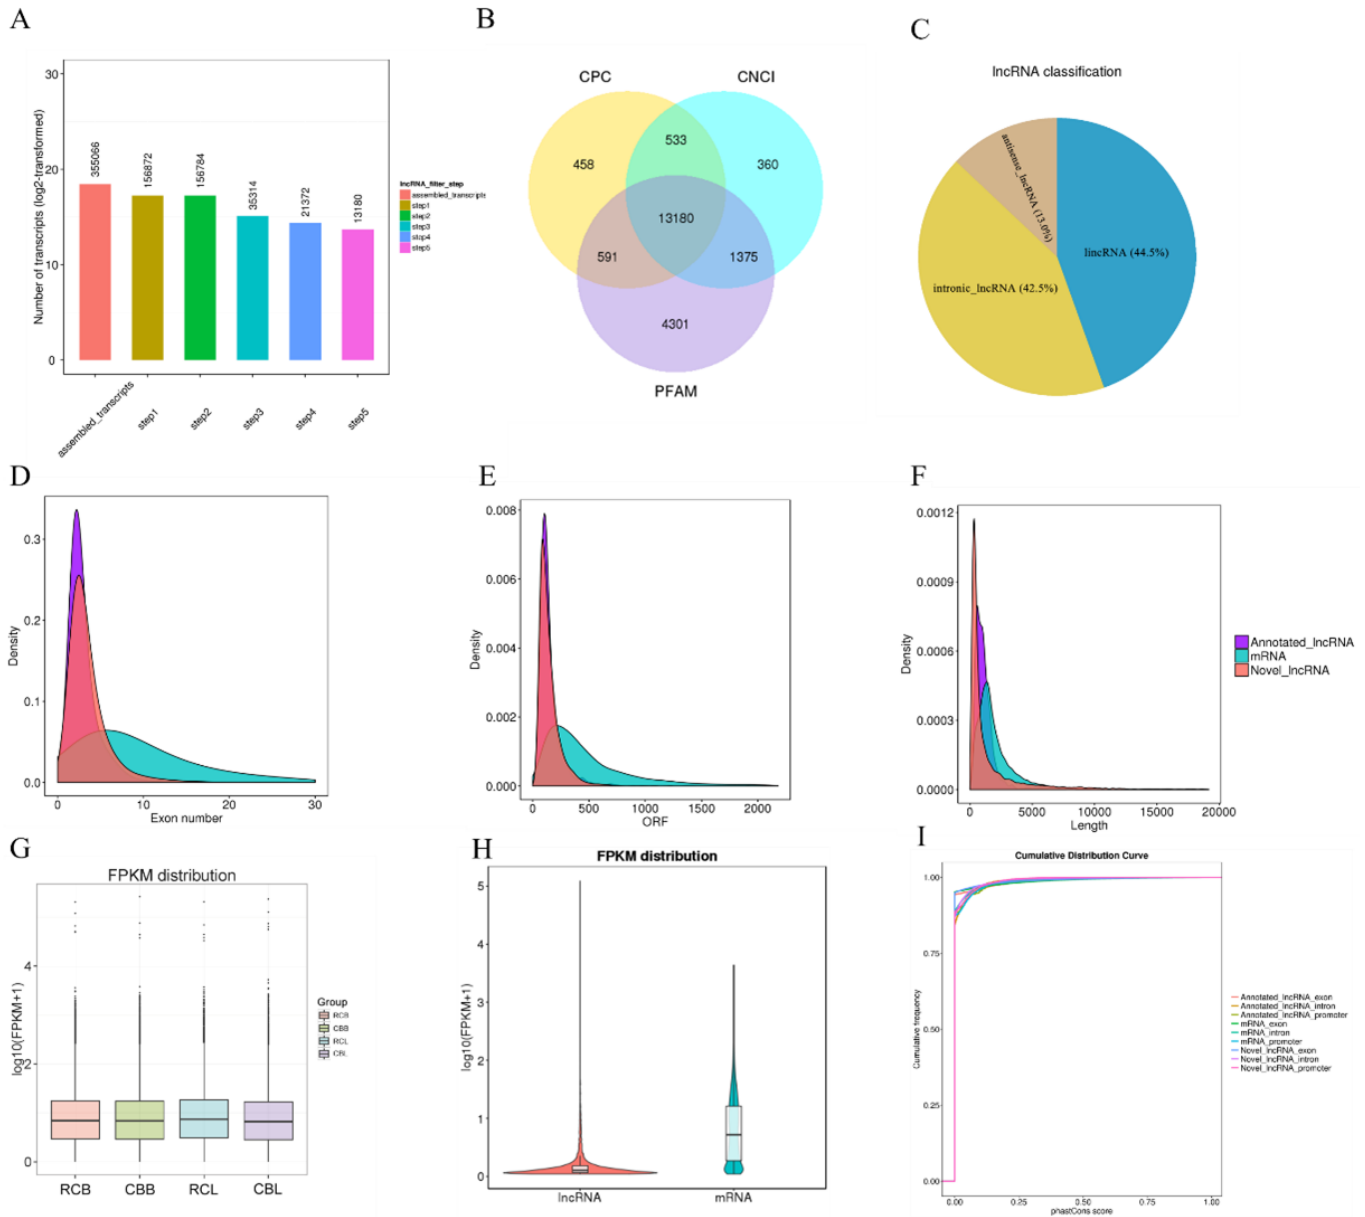 A
Number of transcripts (log2-transformed)
30
20
10
0
355066
156872
156784
35314
21372
13180
assembled_transcripts
step1
step2
step3
step4
step5
lncRNA_filter_step
assembled_transcripts
step1
step2
step3
step4
step5
B
CPC
CNCI
533
458
360
13180
591
1375
4301
PFAM
C
lncRNA classification
antisense_lncRNA (13.0%)
lincRNA (44.5%)
intronic_lncRNA (42.5%)
D
Density
0.3
0.2
0.1
0.0
0
10
20
30
Exon number
E
Density
0.008
0.006
0.004
0.002
0.000
0
500
1000
1500
2000
ORF
F
Density
0.0012
0.0009
0.0006
0.0003
0.0000
0
5000
10000
15000
20000
Length
Annotated_lncRNA
mRNA
Novel_lncRNA
G
FPKM distribution
log10(FPKM+1)
4
2
0
RCB
CBB
RCL
CBL
Group
RCB
CBB
RCL
CBL
H
FPKM distribution
log10(FPKM+1)
5
4
3
2
1
0
lncRNA
mRNA
I
Cumulative Distribution Curve
Cumulative frequency
1.00
0.75
0.50
0.25
0.00
0.00
0.25
0.50
0.75
1.00
phastCons score
Annotated_lncRNA_exon
Annotated_lncRNA_intron
Annotated_lncRNA_promoter
mRNA_exon
mRNA_intron
mRNA_promoter
Novel_lncRNA_exon
Novel_lncRNA_intron
Novel_lncRNA_promoter